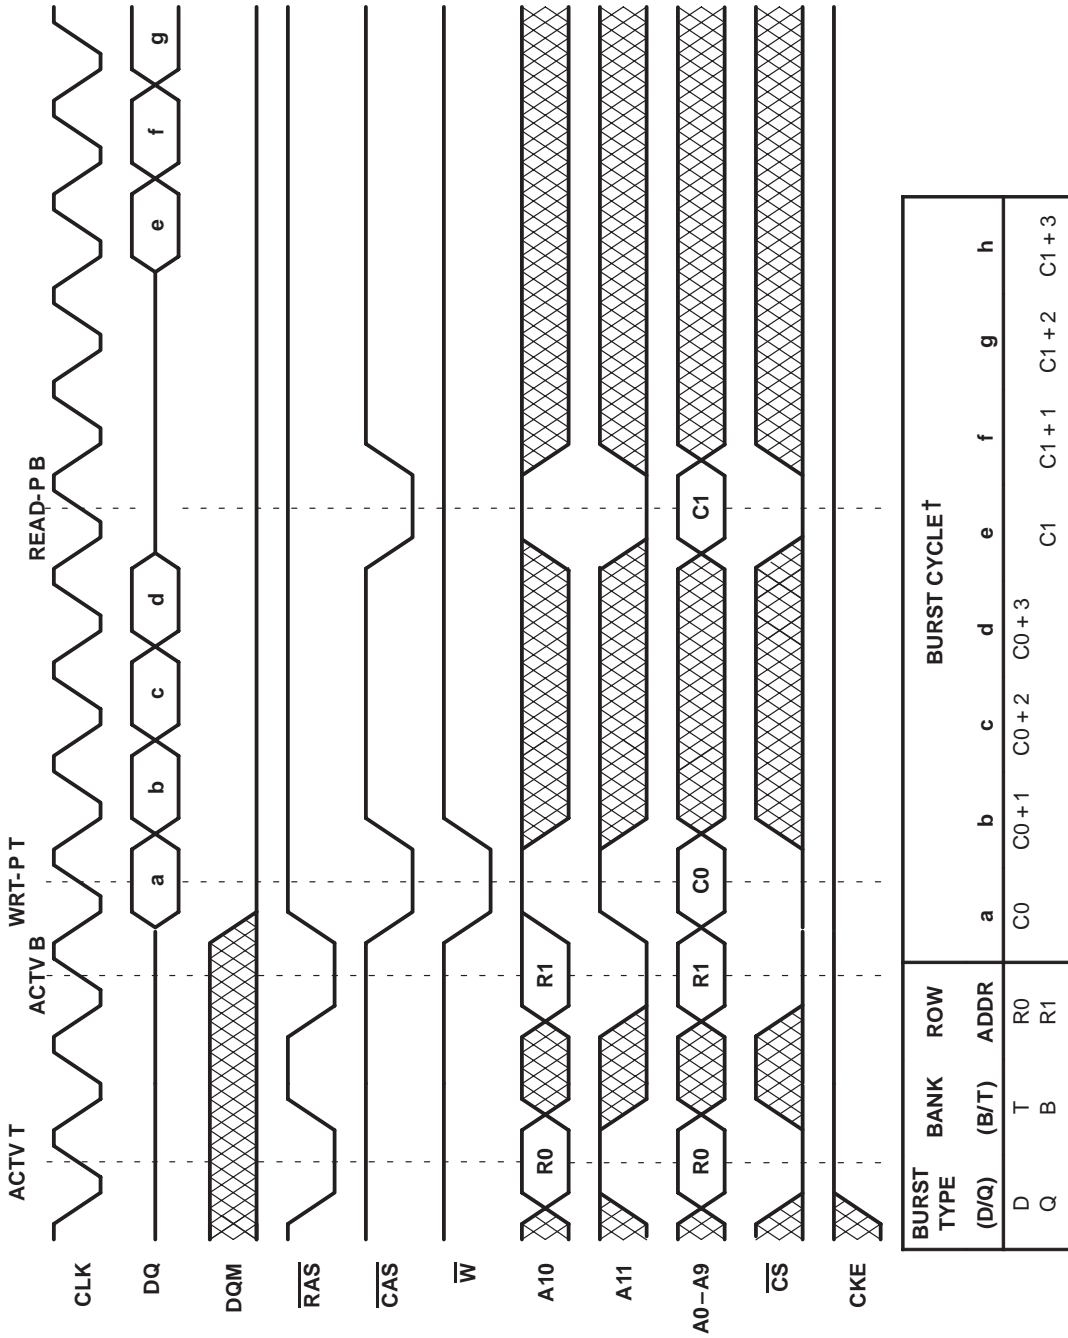 ACTV T ACTV B WRT-P T READ-P B
CLK
DQ a b c d e f g
DQM
RAS
CAS
W
A10 R0 R1
A11
A0–A9 R0 R1 C0 C1
CS
CKE
BURST TYPE (D/Q) BANK (B/T) ROW ADDR BURST CYCLE†
a b c d e f g h
D T R0 C0 C0 + 1 C0 + 2 C0 + 3
Q B R1 C1 C1 + 1 C1 + 2 C1 + 3